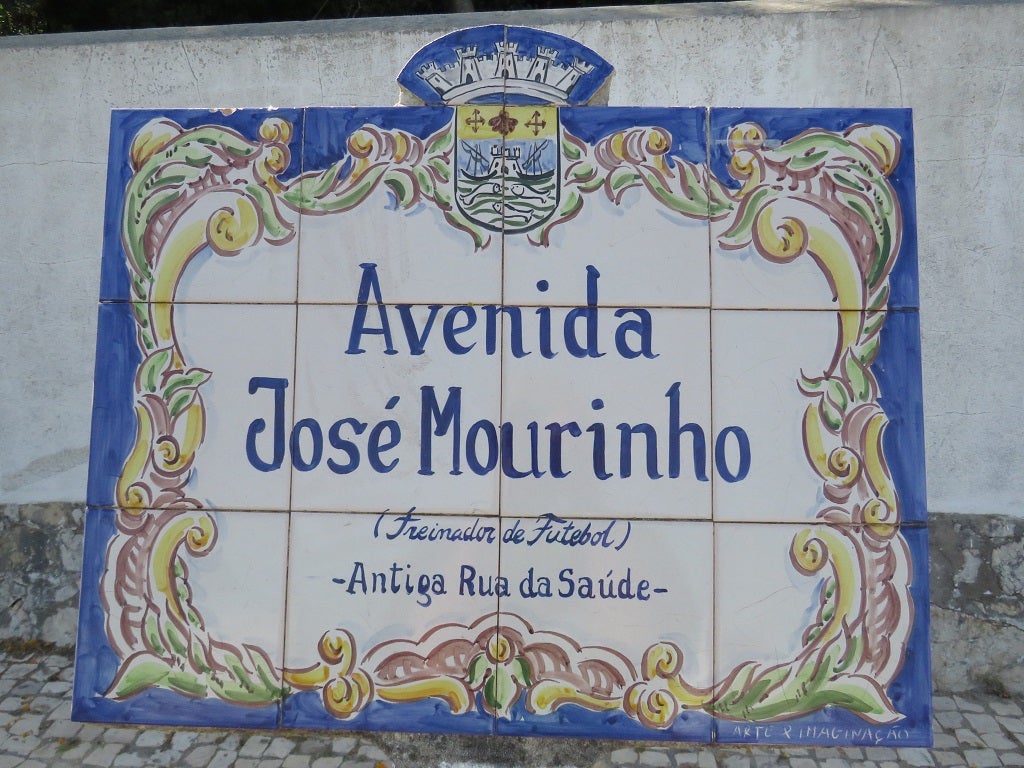 Avenida
José Mourinho
(Treinador de Futebol)
-Antiga Rua da Saúde-
ARTE & IMAGINAÇÃO